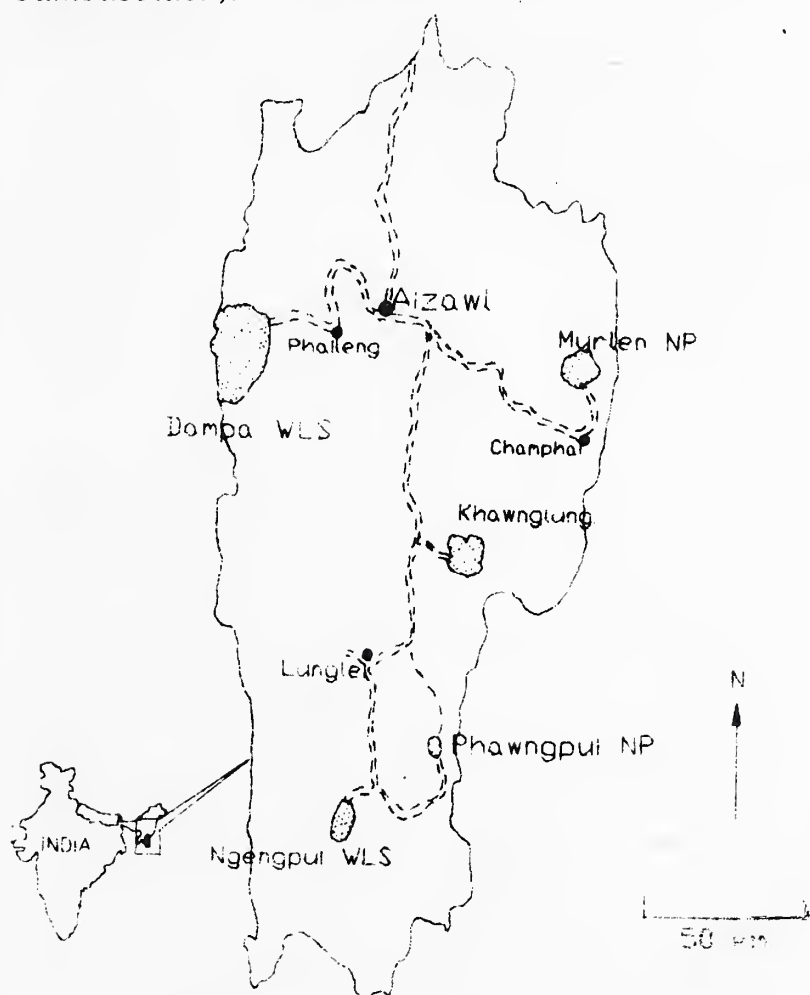 Aizawl
Phaileng
Murlen NP
Dampa WLS
Champhai
Khawnglung
Lunglei
N
Phawngpui NP
INDIA
Ngengpui WLS
50 KM